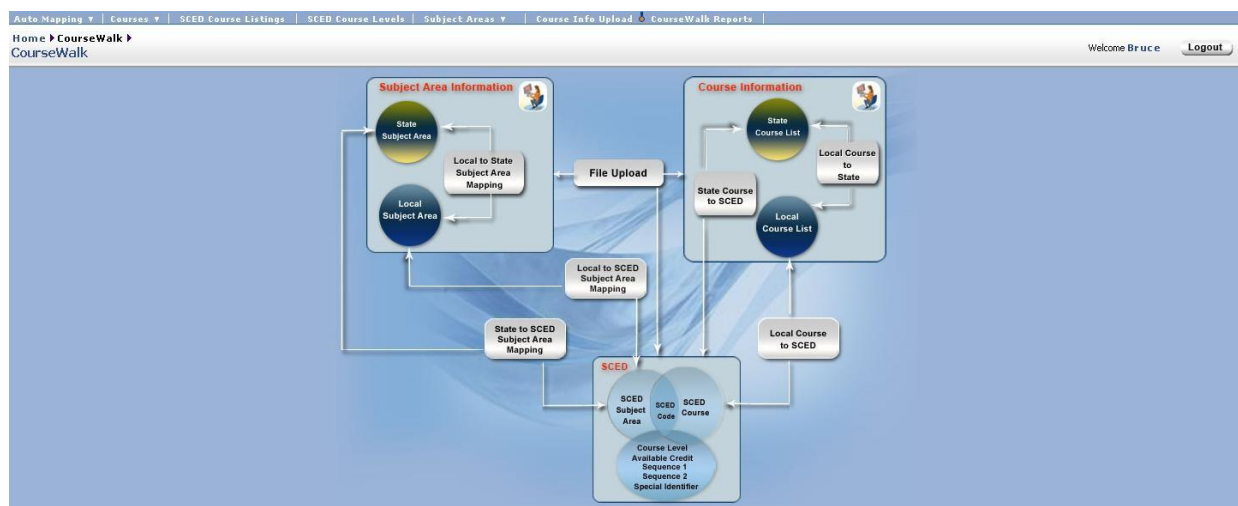 Auto Mapping ▼ | Courses ▼ | SCED Course Listings | SCED Course Levels | Subject Areas ▼ | Course Info Upload CourseWalk Reports |
Home CourseWalk
CourseWalk
Welcome Bruce Logout
Subject Area Information
State
Subject Area
Local to State
Subject Area
Mapping
Local
Subject Area
File Upload
Course Information
State
Course List
Local Course
to
State
State Course
to SCED
Local
Course List
Local to SCED
Subject Area
Mapping
State to SCED
Subject Area
Mapping
Local Course
to SCED
SCED
SCED
Subject
Area
SCED
Code
SCED
Course
Course Level
Available Credit
Sequence 1
Sequence 2
Special Identifier